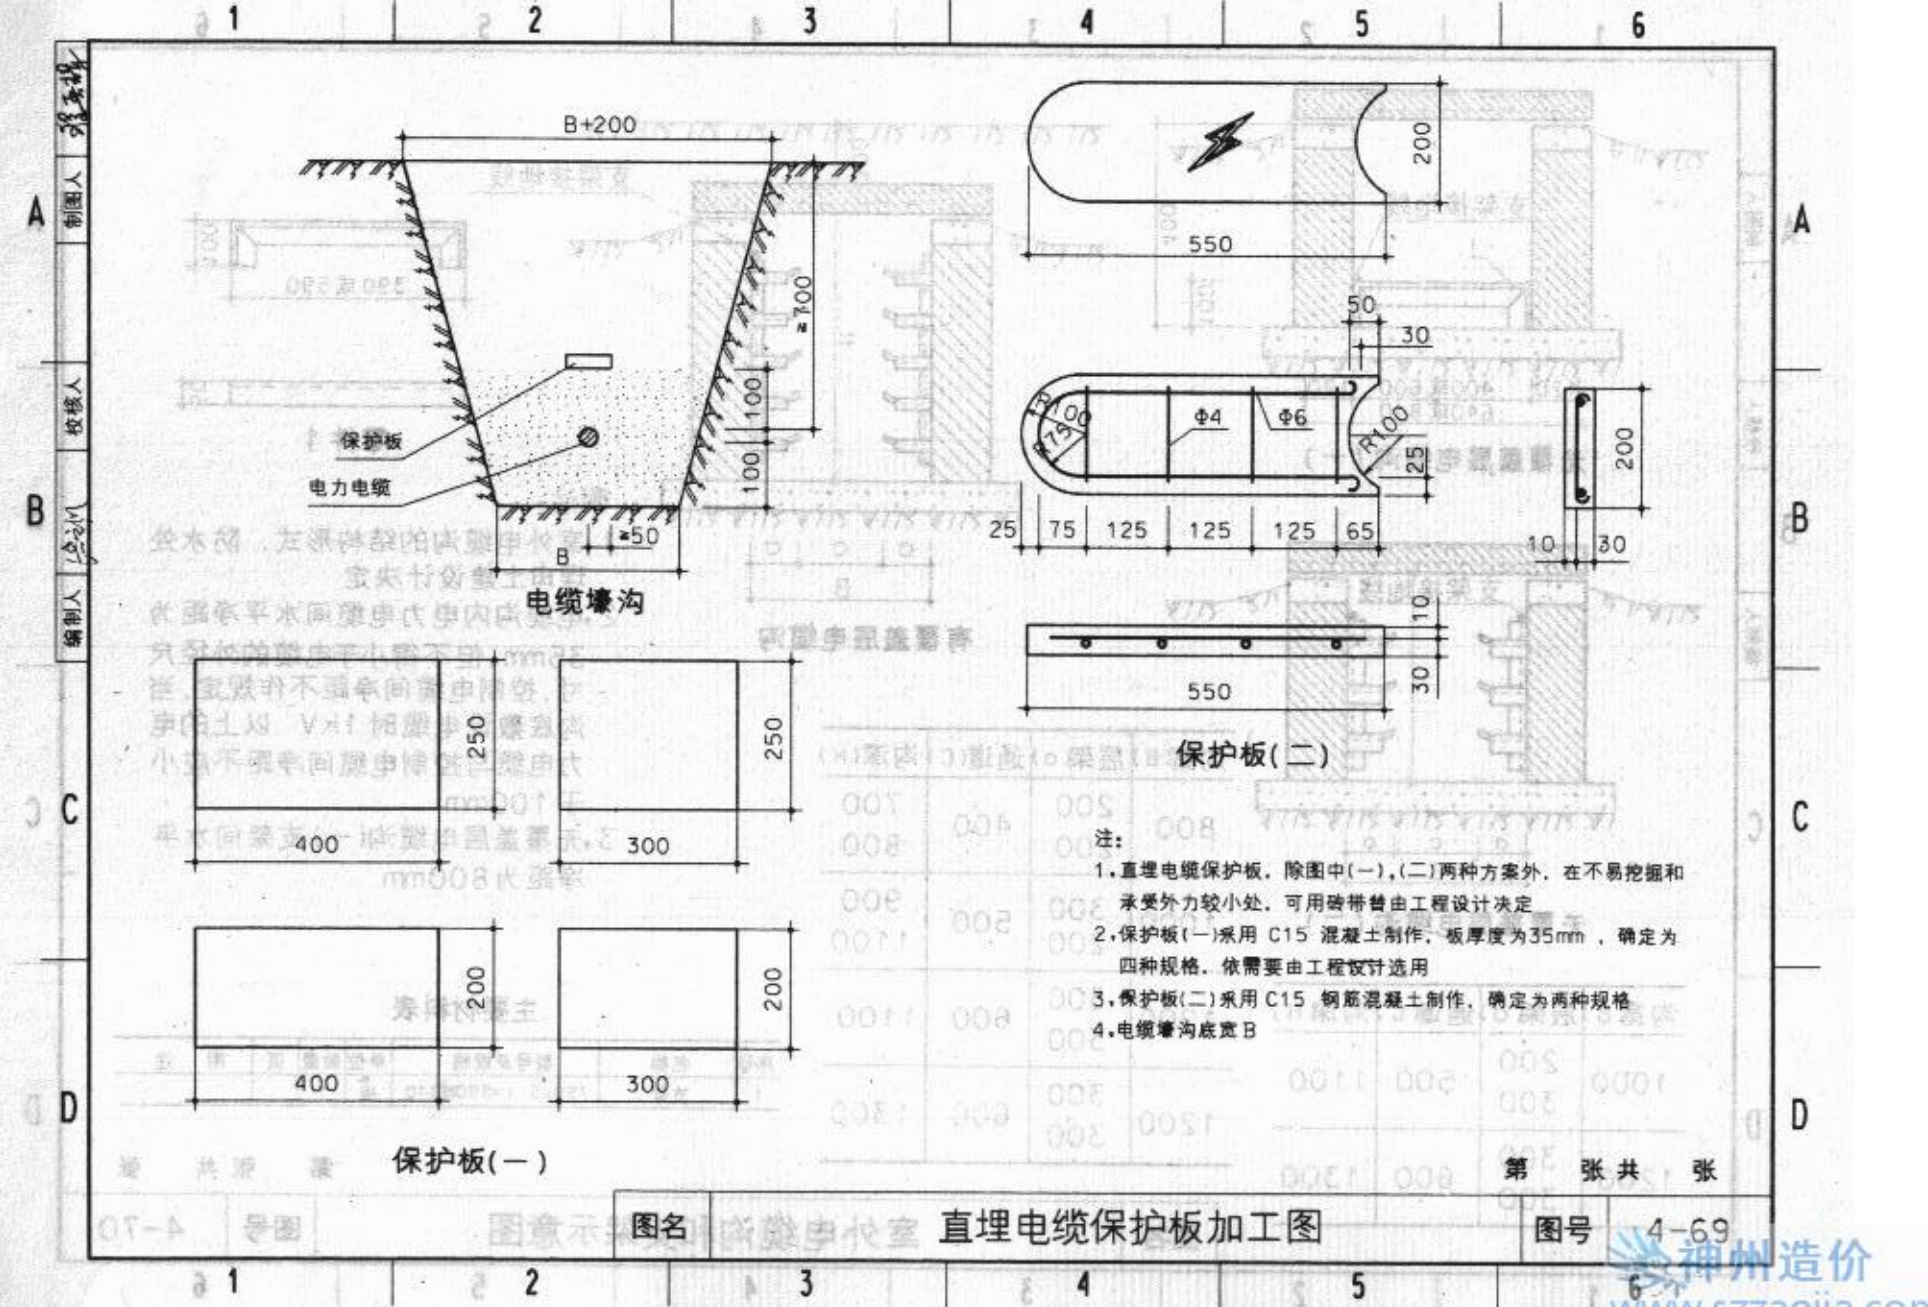 1 2 3 4 5 6
A
B
C
D
A
B
C
D
制图人
校核人
编制人
B+200
≥700
100
100
保护板
电力电缆
≥50
B
电缆壕沟
200
550
50
30
R100
R75
Φ4
Φ6
R100
25
200
25 75 125 125 125 65
10 30
10
30
550
保护板(二)
250
400
250
300
200
400
200
300
保护板(一)
注:
1.直埋电缆保护板,除图中(一),(二)两种方案外,在不易挖掘和
承受外力较小处,可用砖带替由工程设计决定
2.保护板(一)采用 C15 混凝土制作,板厚度为35mm,确定为
四种规格,依需要由工程设计选用
3.保护板(二)采用 C15 钢筋混凝土制作,确定为两种规格
4.电缆壕沟底宽B
第 张共 张
图名 直埋电缆保护板加工图 图号 4-69
1 2 3 4 5 6
神州造价